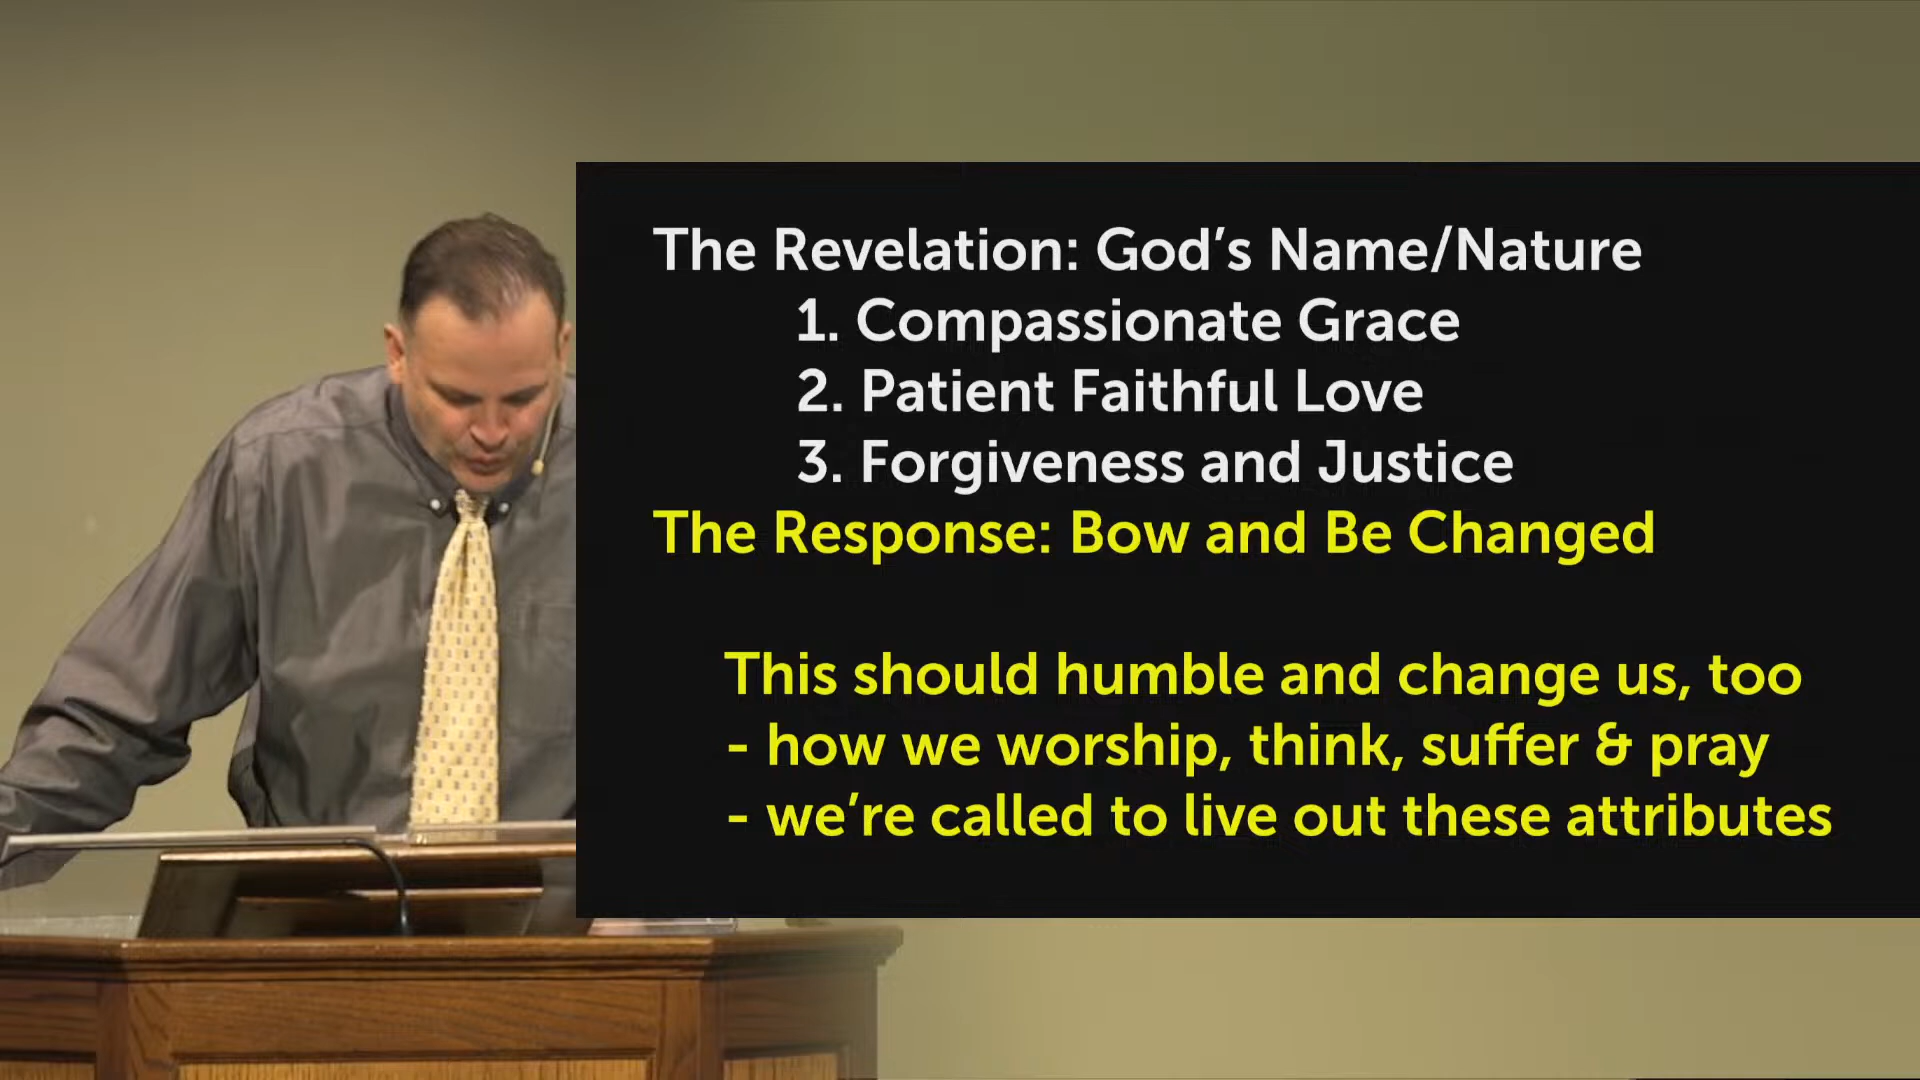 The Revelation: God’s Name/Nature
1. Compassionate Grace
2. Patient Faithful Love
3. Forgiveness and Justice
The Response: Bow and Be Changed
This should humble and change us, too
- how we worship, think, suffer & pray
- we’re called to live out these attributes